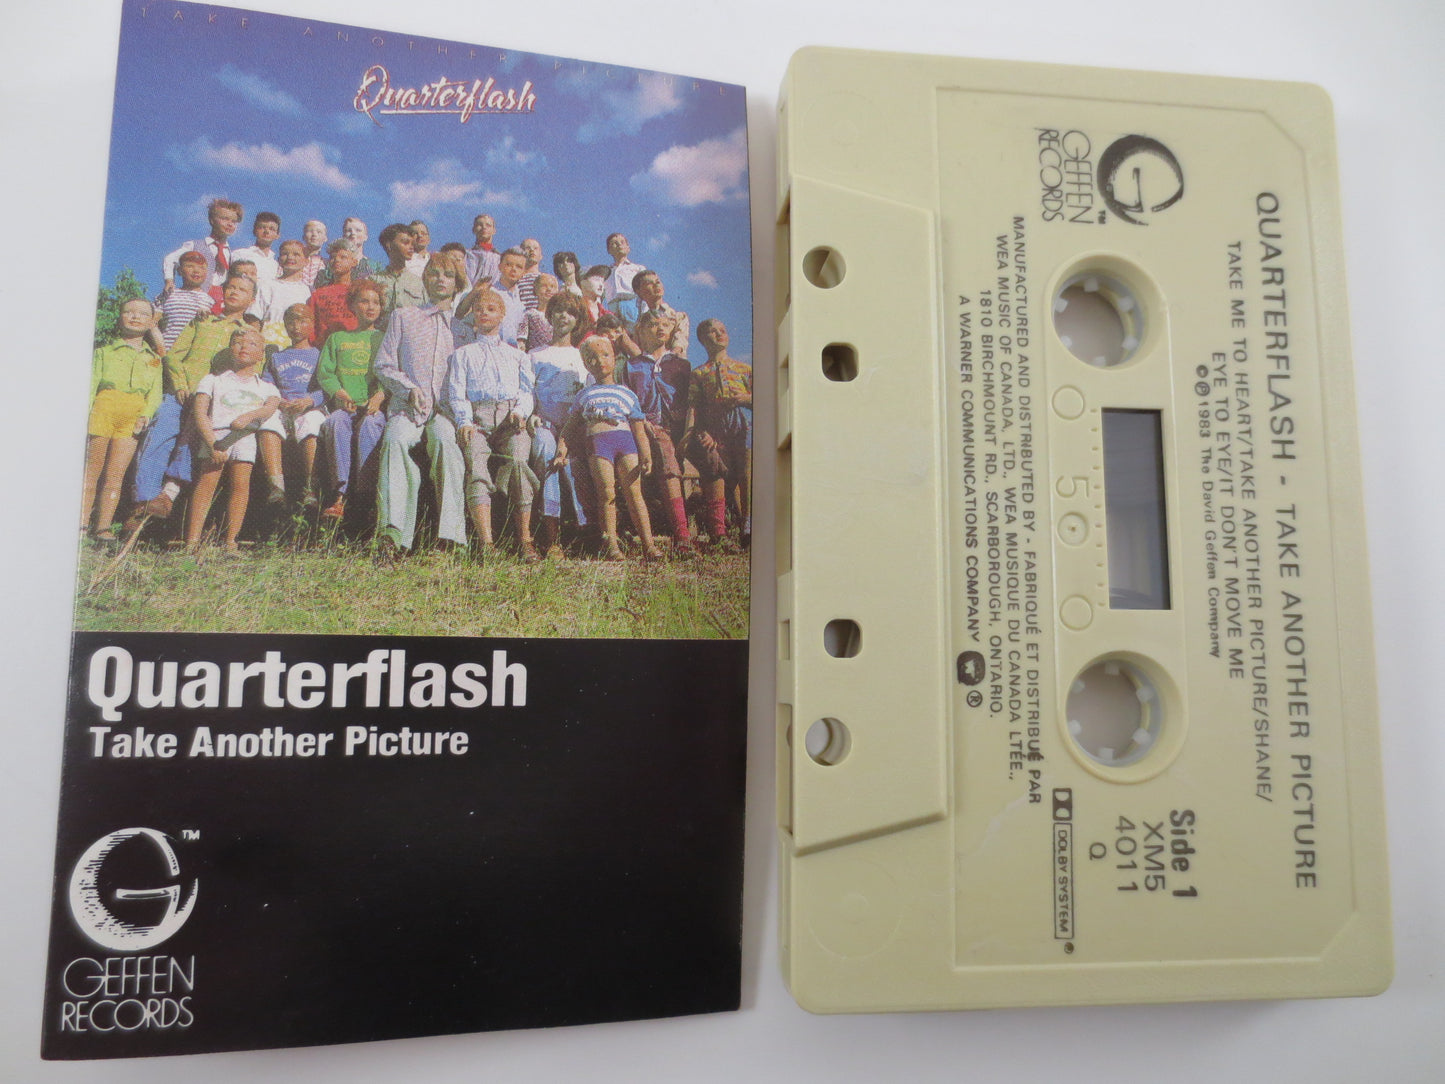 TAKE ANOTHER PICTURE
Quarterflash
Quarterflash
Take Another Picture
G ™
GEFFEN
RECORDS
QUARTERFLASH - TAKE ANOTHER PICTURE
TAKE ME TO HEART/TAKE ANOTHER PICTURE/SHANE/
EYE TO EYE/IT DON'T MOVE ME
©℗1983 The David Geffen Company
G ™
GEFFEN
RECORDS
MANUFACTURED AND DISTRIBUTED BY - FABRIQUÉ ET DISTRIBUÉ PAR
WEA MUSIC OF CANADA, LTD., WEA MUSIQUE DU CANADA LTÉE.,
1810 BIRCHMOUNT RD., SCARBOROUGH, ONTARIO.
A WARNER COMMUNICATIONS COMPANY ®
O 50 O
Side 1
XM5
4011
Q
DOLBY SYSTEM ®